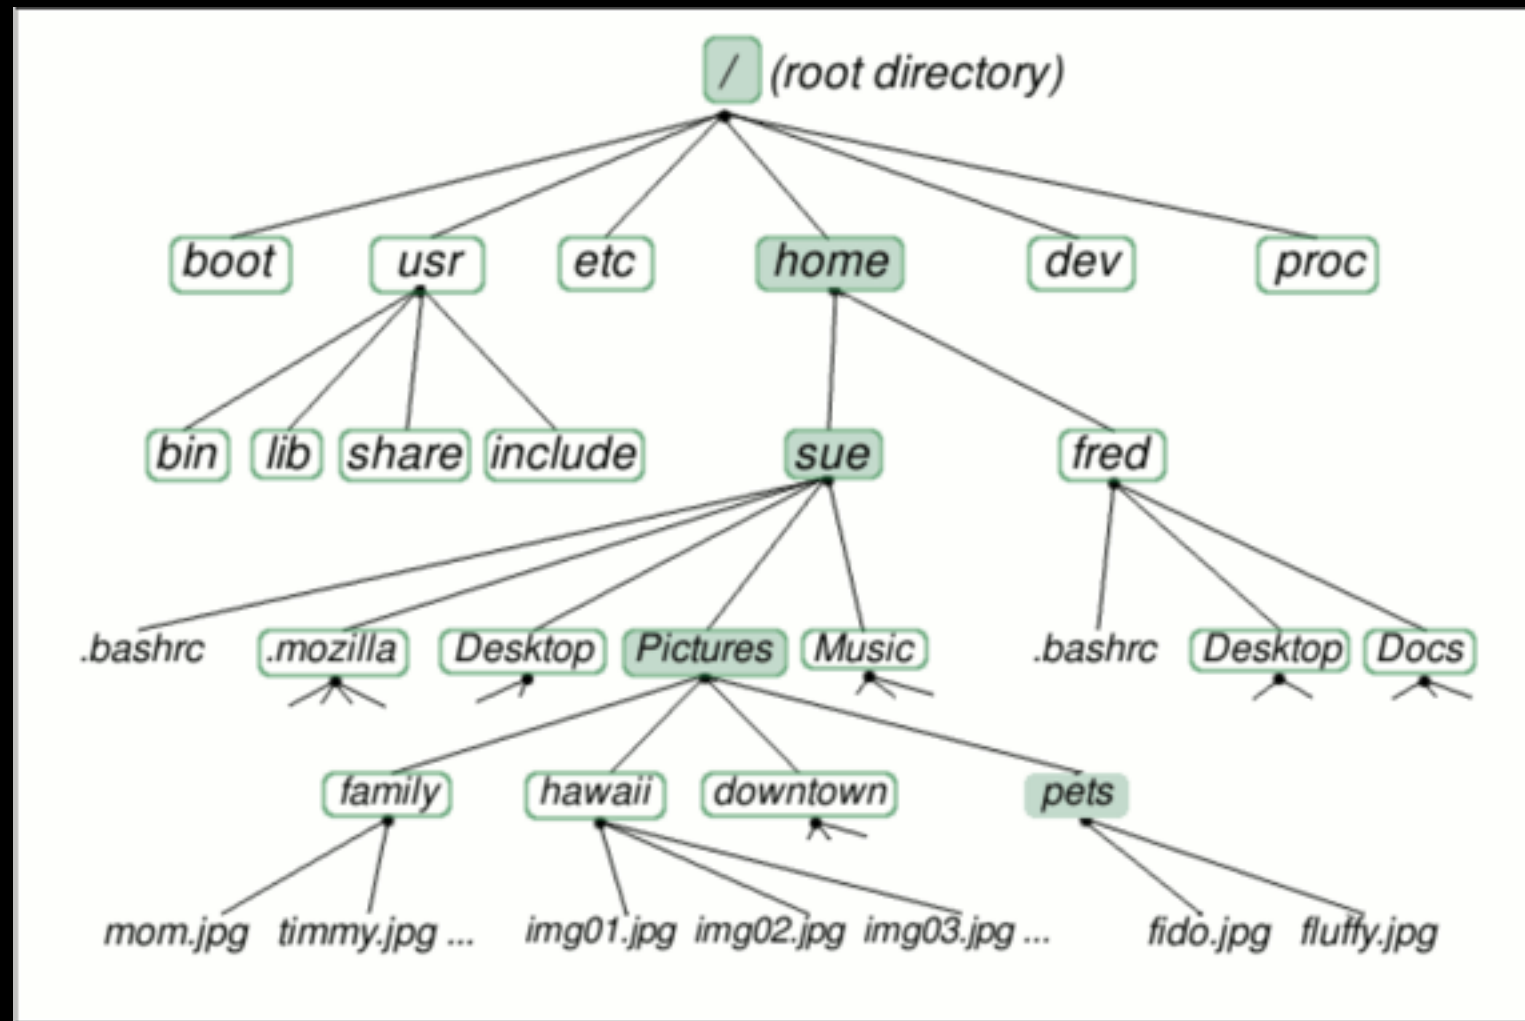 / (root directory)
boot usr etc home dev proc
bin lib share include sue fred
.bashrc .mozilla Desktop Pictures Music .bashrc Desktop Docs
family hawaii downtown pets
mom.jpg timmy.jpg ... img01.jpg img02.jpg img03.jpg ... fido.jpg fluffy.jpg